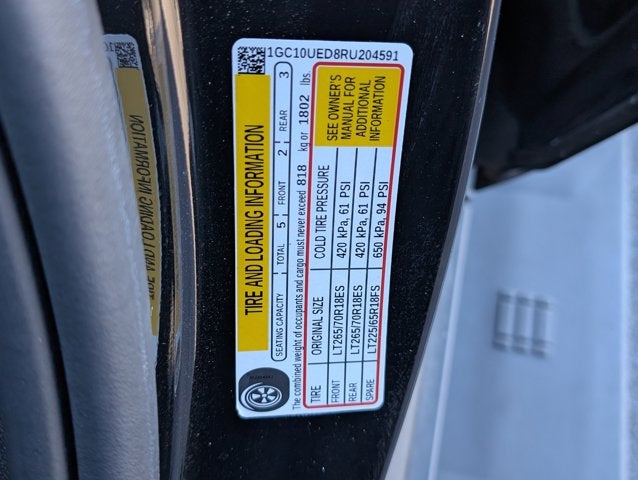 1GC10UED8RU204591
TIRE AND LOADING INFORMATION
SEATING CAPACITY TOTAL 5 FRONT 2 REAR 3
The combined weight of occupants and cargo must never exceed 818 kg or 1802 lbs.
TIRE ORIGINAL SIZE COLD TIRE PRESSURE
FRONT LT265/70R18ES 420 kPa, 61 PSI
REAR LT265/70R18ES 420 kPa, 61 PSI
SPARE LT225/65R18FS 650 kPa, 94 PSI
SEE OWNER'S
MANUAL FOR
ADDITIONAL
INFORMATION